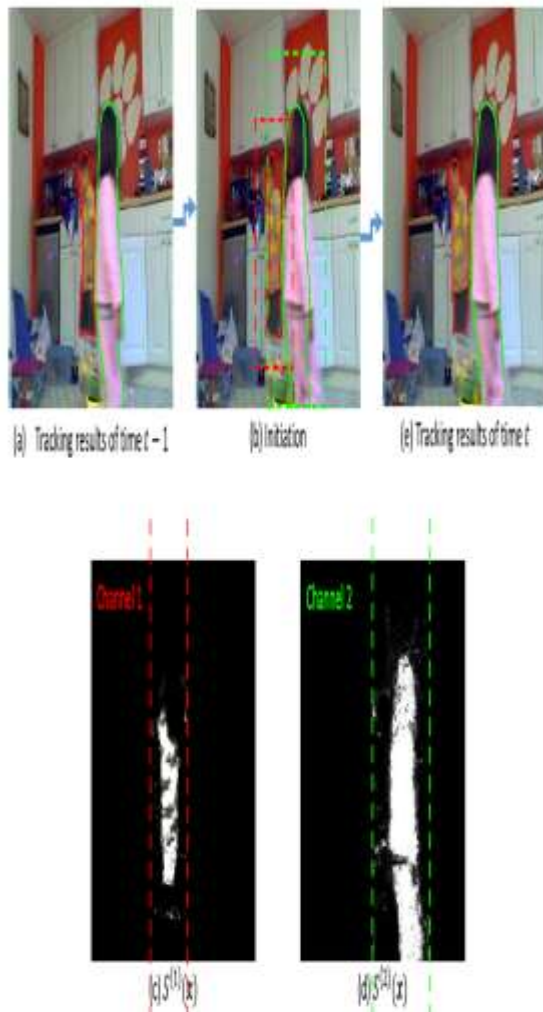 (a) Tracking results of time t − 1
(b) Initiation
(e) Tracking results of time t
Channel 1
Channel 2
(c) S⁽¹⁾(x)
(d) S⁽²⁾(x)